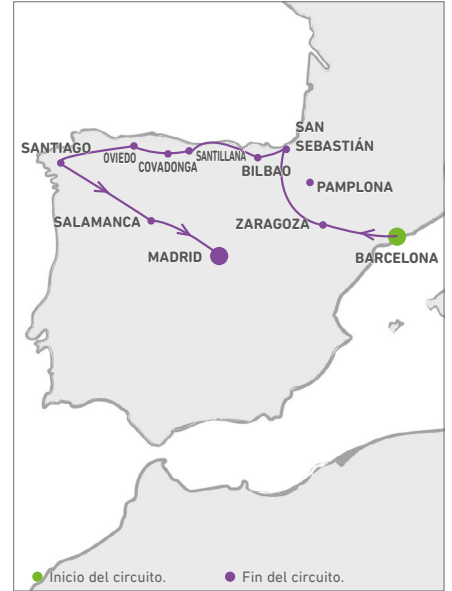 SAN
SEBASTIÁN
SANTIAGO
OVIEDO
COVADONGA
SANTILLANA
BILBAO
PAMPLONA
SALAMANCA
ZARAGOZA
MADRID
BARCELONA
Inicio del circuito.
Fin del circuito.